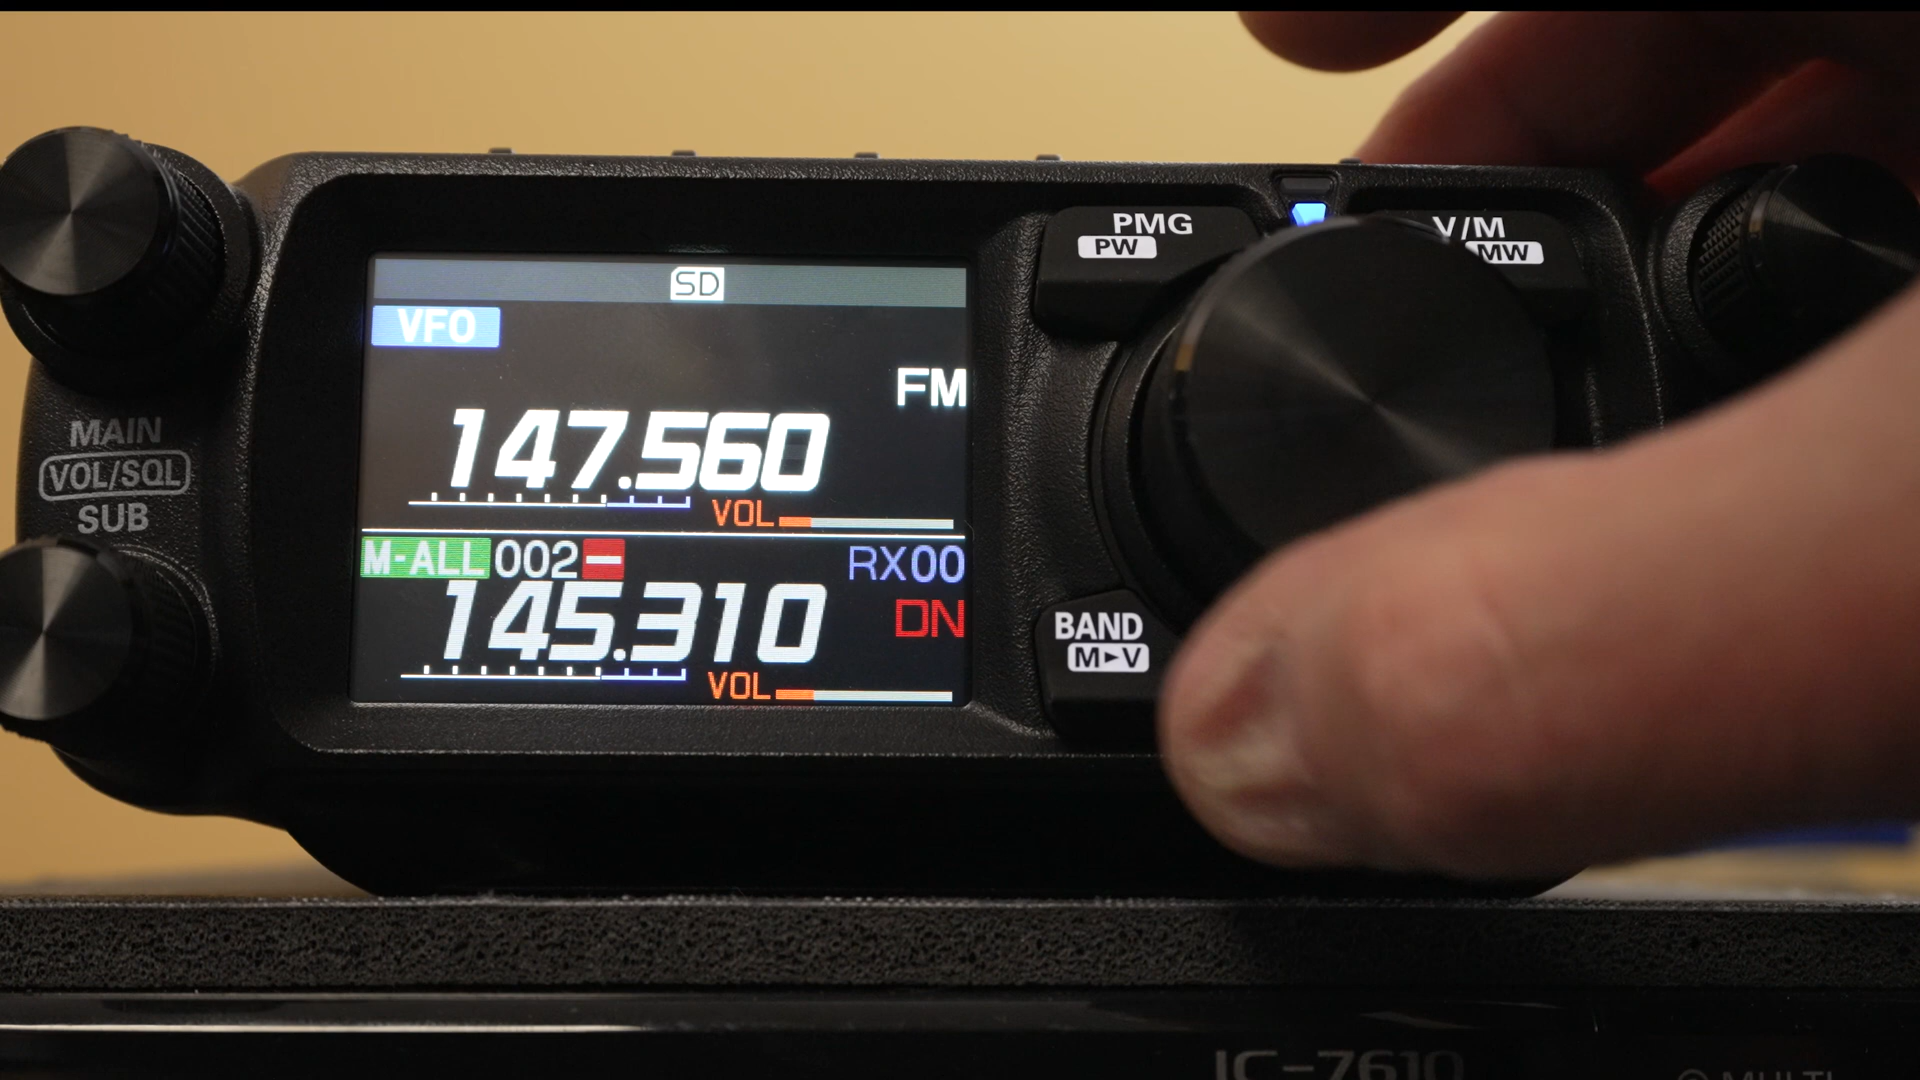 SD
VFO
FM
147.560
VOL
M-ALL 002 - RX00
145.310 DN
VOL
MAIN
VOL/SQL
SUB
PMG
PW
V/M
MW
BAND
M►V
IC-7610
MULTI